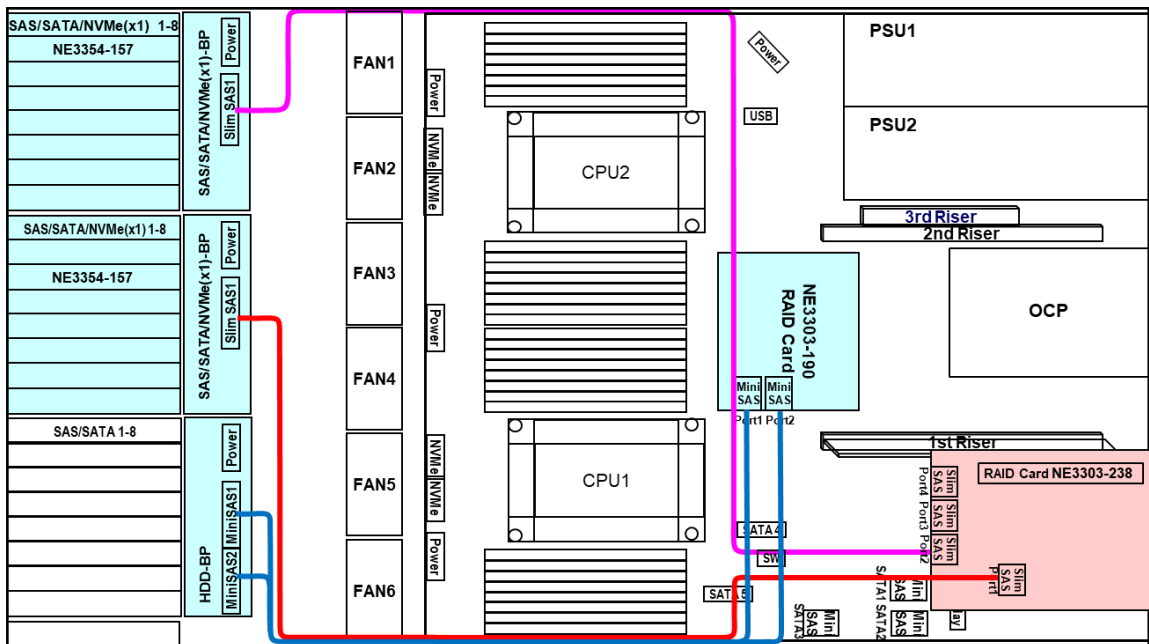 SAS/SATA/NVMe(x1) 1-8
NE3354-157
SAS/SATA/NVMe(x1)-BP
Power
Slim SAS1
SAS/SATA/NVMe(x1) 1-8
NE3354-157
SAS/SATA/NVMe(x1)-BP
Power
Slim SAS1
SAS/SATA 1-8
HDD-BP
Power
MiniSAS1
MiniSAS2
FAN1
FAN2
FAN3
FAN4
FAN5
FAN6
Power
NVMe
NVMe
Power
NVMe
NVMe
Power
CPU2
CPU1
Power
USB
PSU1
PSU2
3rd Riser
2nd Riser
OCP
NE3303-190
RAID Card
Mini
SAS
Mini
SAS
Port1
Port2
1st Riser
RAID Card NE3303-238
Port4
Slim
SAS
Port3
Slim
SAS
Port2
Slim
SAS
Port1
Slim
SAS
SATA4
SW
SATA5
SATA1
Mini
SAS
SATA2
Mini
SAS
SATA3
Mini
SAS